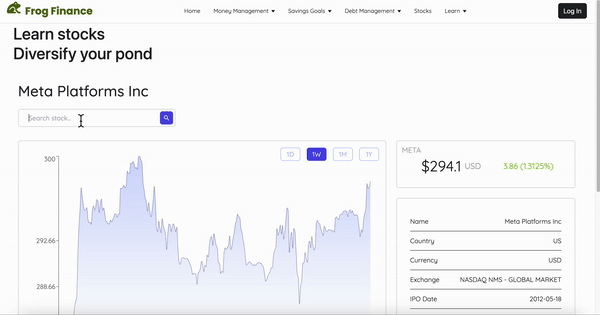 Frog Finance
Home Money Management Savings Goals Debt Management Stocks Learn Log In
Learn stocks
Diversify your pond
Meta Platforms Inc
Search stock...
1D 1W 1M 1Y
300
292.66
288.66
META
$294.1 USD 3.86 (1.3125%)
Name Meta Platforms Inc
Country US
Currency USD
Exchange NASDAQ NMS - GLOBAL MARKET
IPO Date 2012-05-18